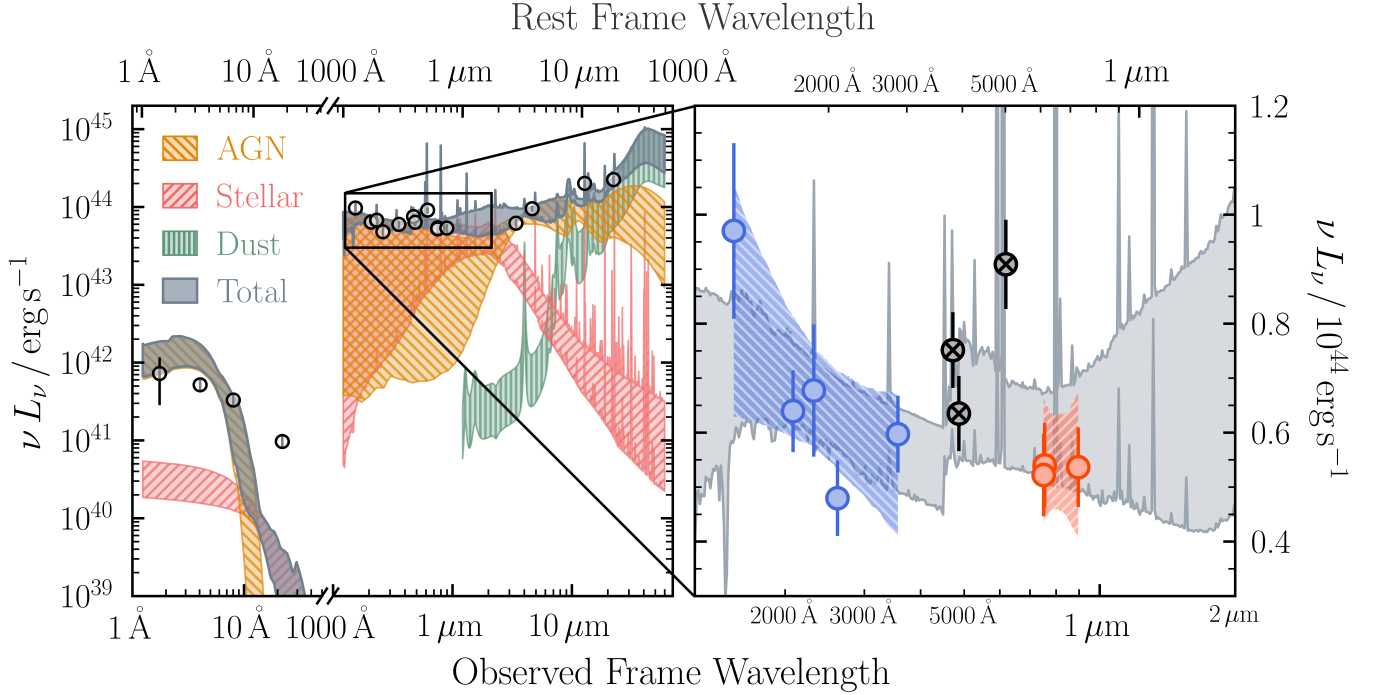 Rest Frame Wavelength
1 Å 10 Å 1000 Å 1 μm 10 μm 1000 Å 2000 Å 3000 Å 5000 Å 1 μm
10^45
10^44
10^43
10^42
10^41
10^40
10^39
ν L_ν / erg s^−1
AGN
Stellar
Dust
Total
1.2
1
0.8
0.6
0.4
ν L_ν / 10^44 erg s^−1
1 Å 10 Å 1000 Å 1 μm 10 μm 2000 Å 3000 Å 5000 Å 1 μm 2 μm
Observed Frame Wavelength